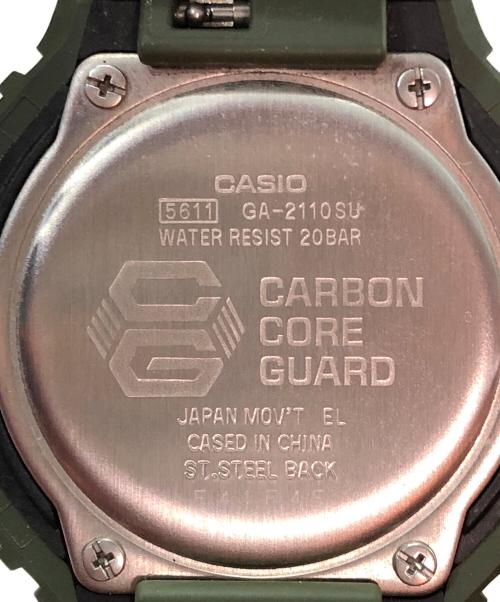 CASIO
5611 GA-2110SU
WATER RESIST 20BAR
CG
CARBON
CORE
GUARD
JAPAN MOV'T EL
CASED IN CHINA
ST.STEEL BACK